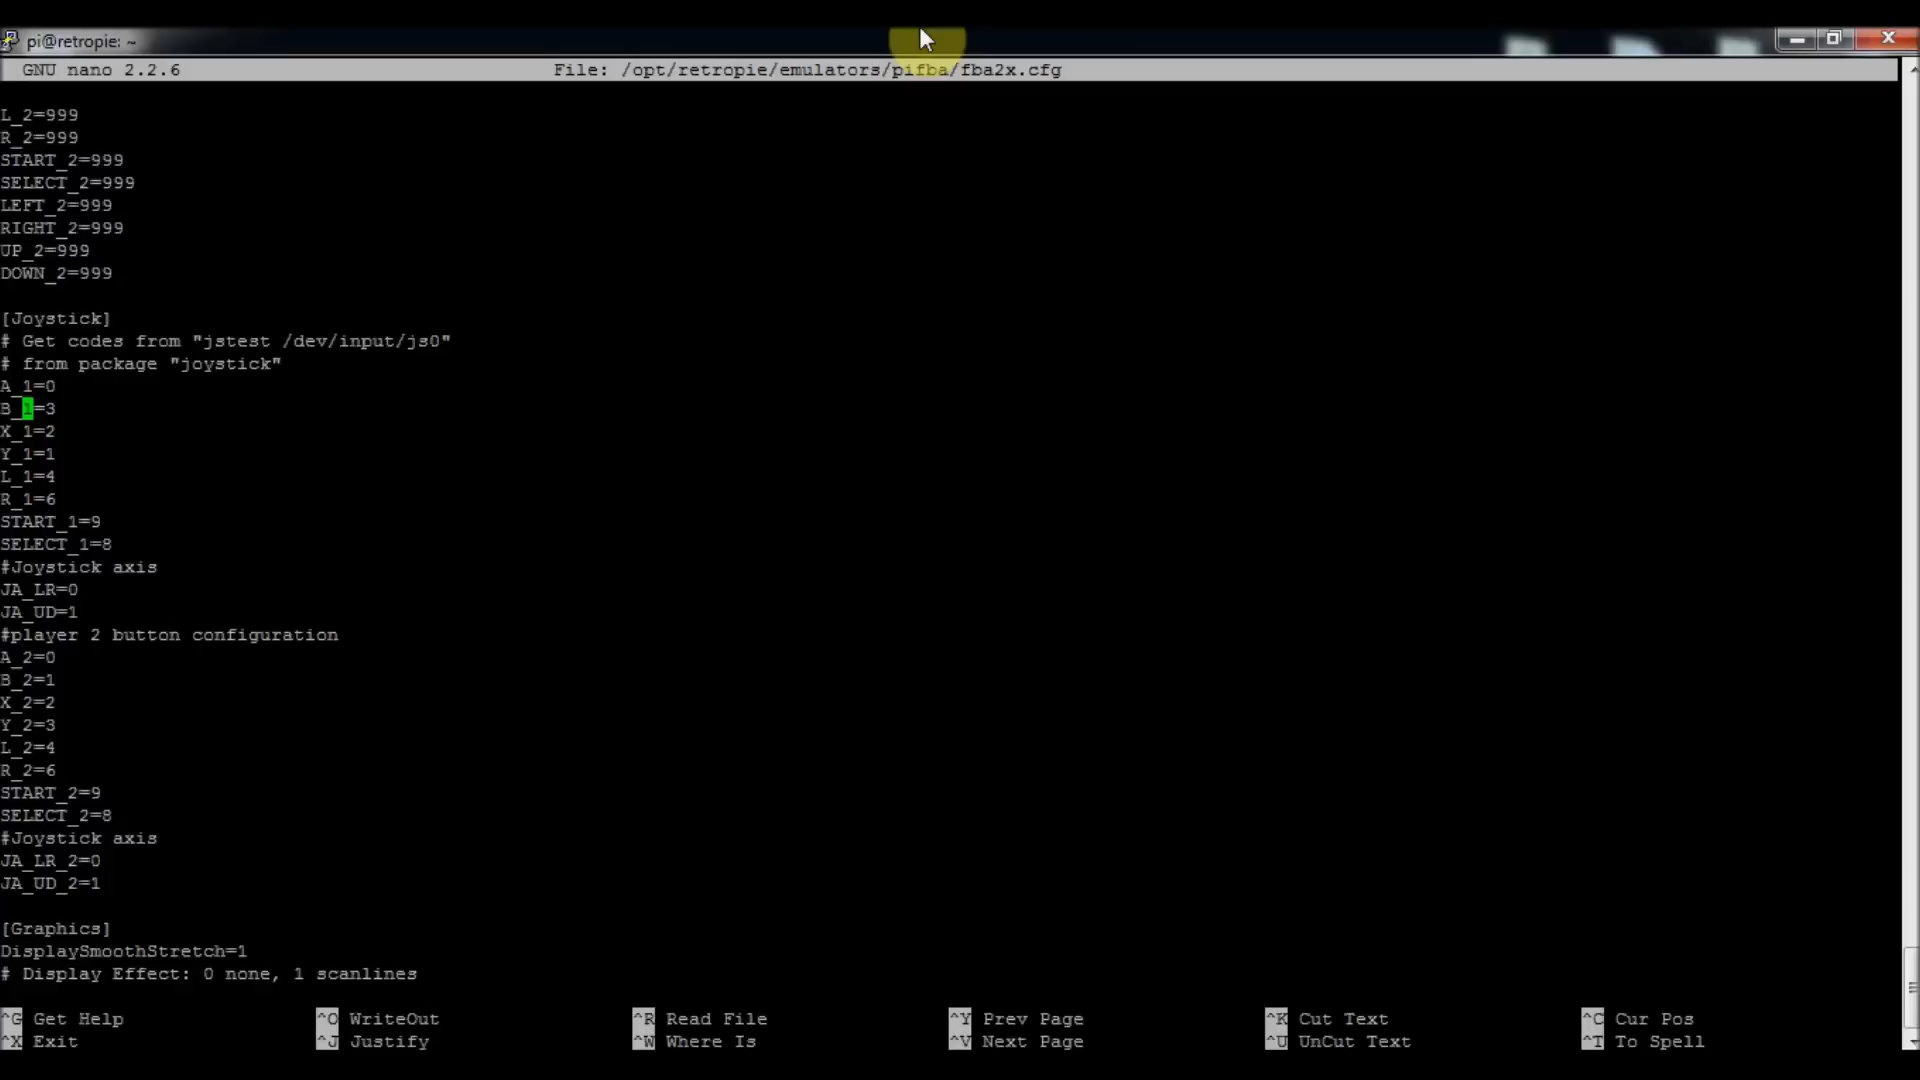 pi@retropie: ~
GNU nano 2.2.6 File: /opt/retropie/emulators/pifba/fba2x.cfg
L_2=999
R_2=999
START_2=999
SELECT_2=999
LEFT_2=999
RIGHT_2=999
UP_2=999
DOWN_2=999
[Joystick]
# Get codes from "jstest /dev/input/js0"
# from package "joystick"
A_1=0
B_1=3
X_1=2
Y_1=1
L_1=4
R_1=6
START_1=9
SELECT_1=8
#Joystick axis
JA_LR=0
JA_UD=1
#player 2 button configuration
A_2=0
B_2=1
X_2=2
Y_2=3
L_2=4
R_2=6
START_2=9
SELECT_2=8
#Joystick axis
JA_LR_2=0
JA_UD_2=1
[Graphics]
DisplaySmoothStretch=1
# Display Effect: 0 none, 1 scanlines
^G Get Help ^O WriteOut ^R Read File ^Y Prev Page ^K Cut Text ^C Cur Pos
^X Exit ^J Justify ^W Where Is ^V Next Page ^U UnCut Text ^T To Spell